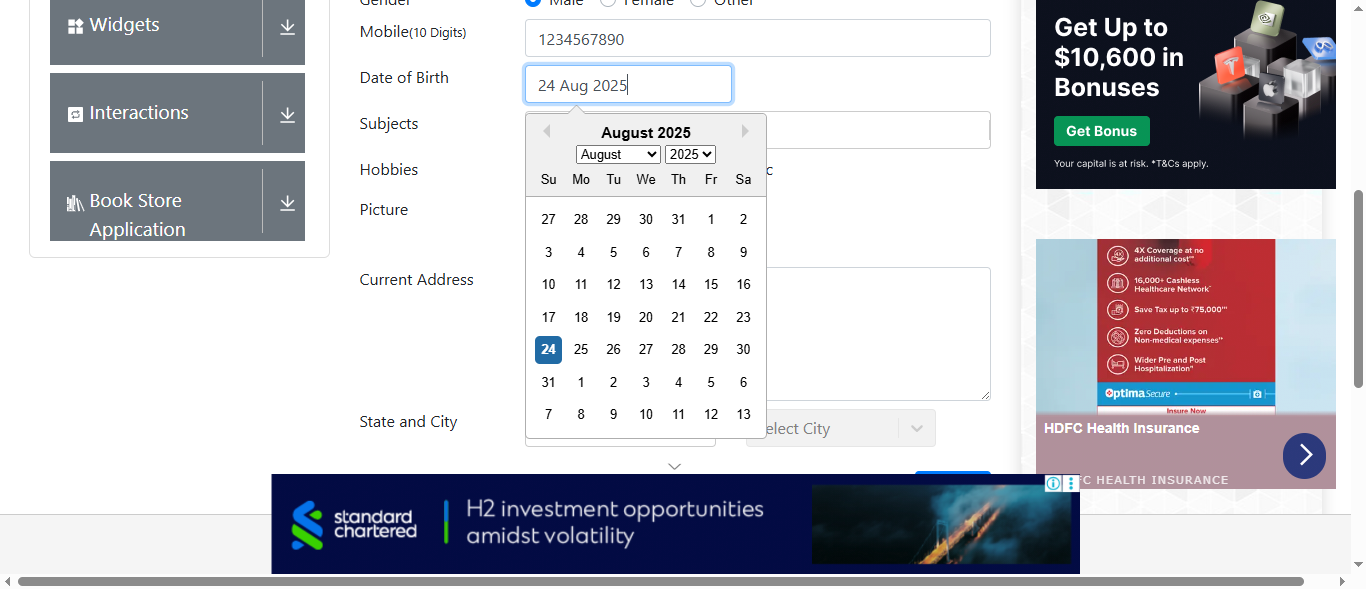 Widgets
Interactions
Book Store
Application
Gender
Male
Female
Other
Mobile(10 Digits)
1234567890
Date of Birth
24 Aug 2025
Subjects
Hobbies
Picture
Current Address
State and City
August 2025
August 2025
Su Mo Tu We Th Fr Sa
27 28 29 30 31 1 2
3 4 5 6 7 8 9
10 11 12 13 14 15 16
17 18 19 20 21 22 23
24 25 26 27 28 29 30
31 1 2 3 4 5 6
7 8 9 10 11 12 13
c
elect City
Get Up to
$10,600 in
Bonuses
Get Bonus
Your capital is at risk. *T&Cs apply.
4X Coverage at no
additional cost**
16,000+ Cashless
Healthcare Network
Save Tax up to ₹75,000***
Zero Deductions on
Non-medical expenses
Wider Pre and Post
Hospitalization
Optima Secure
Insure Now
HDFC Health Insurance
FC HEALTH INSURANCE
standard
chartered
H2 investment opportunities
amidst volatility